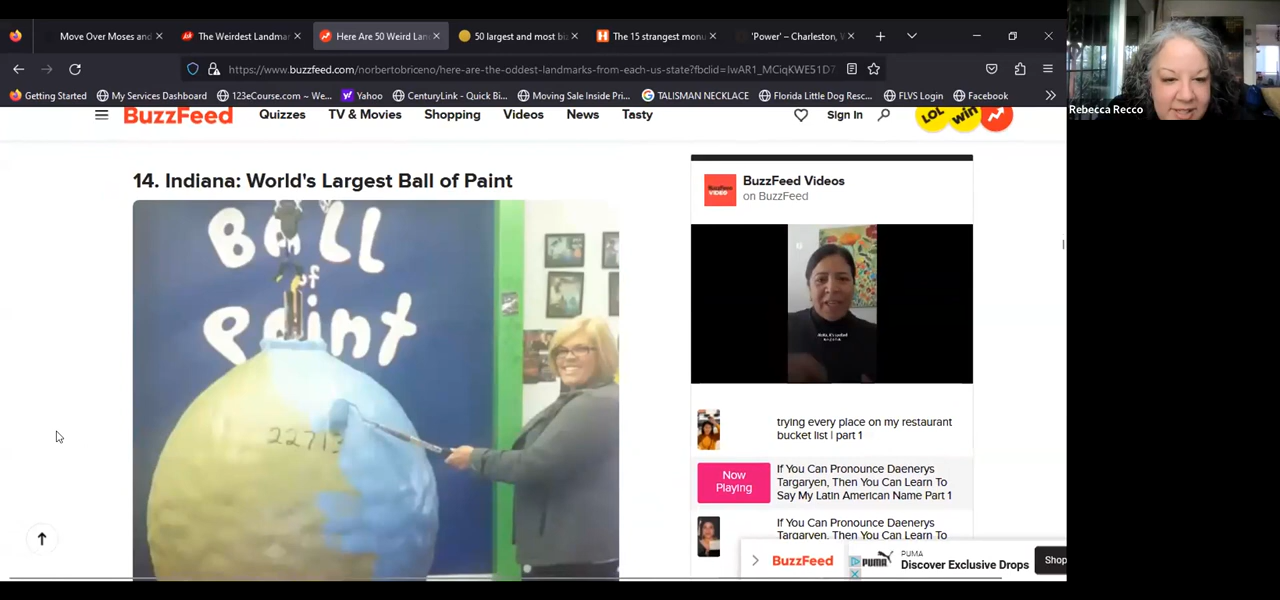 Move Over Moses and
The Weirdest Landma
Here Are 50 Weird Lan
50 largest and most bi
The 15 strangest monu
'Power' – Charleston, W
https://www.buzzfeed.com/norbertobriceno/here-are-the-oddest-landmarks-from-each-us-state?fbclid=IwAR1_MCiqKWE51D7
Getting Started
My Services Dashboard
123eCourse.com ~ We...
Yahoo
CenturyLink - Quick Bi...
Moving Sale Inside Pri...
TALISMAN NECKLACE
Florida Little Dog Resc...
FLVS Login
Facebook
Rebecca Recco
BuzzFeed
Quizzes
TV & Movies
Shopping
Videos
News
Tasty
Sign In
LOL
win
14. Indiana: World's Largest Ball of Paint
Ball
of
Paint
22713
BuzzFeed Videos
on BuzzFeed
trying every place on my restaurant
bucket list | part 1
Now
Playing
If You Can Pronounce Daenerys
Targaryen, Then You Can Learn To
Say My Latin American Name Part 1
If You Can Pronounce Daenerys
Targaryen, Then You Can Learn To
BuzzFeed
PUMA
PUMA
Discover Exclusive Drops
Shop